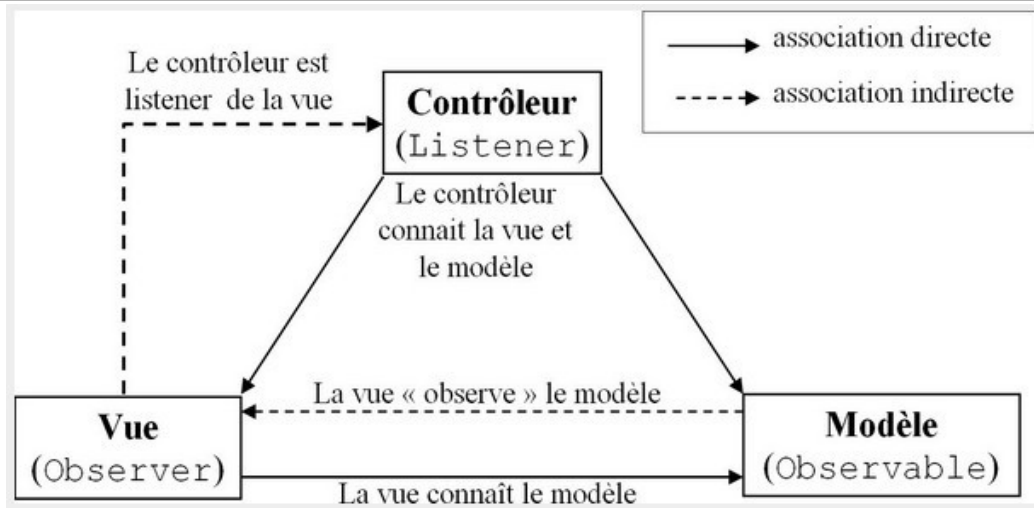 association directe
association indirecte
Le contrôleur est
listener de la vue
Contrôleur
(Listener)
Le contrôleur
connait la vue et
le modèle
La vue « observe » le modèle
Vue
(Observer)
Modèle
(Observable)
La vue connaît le modèle